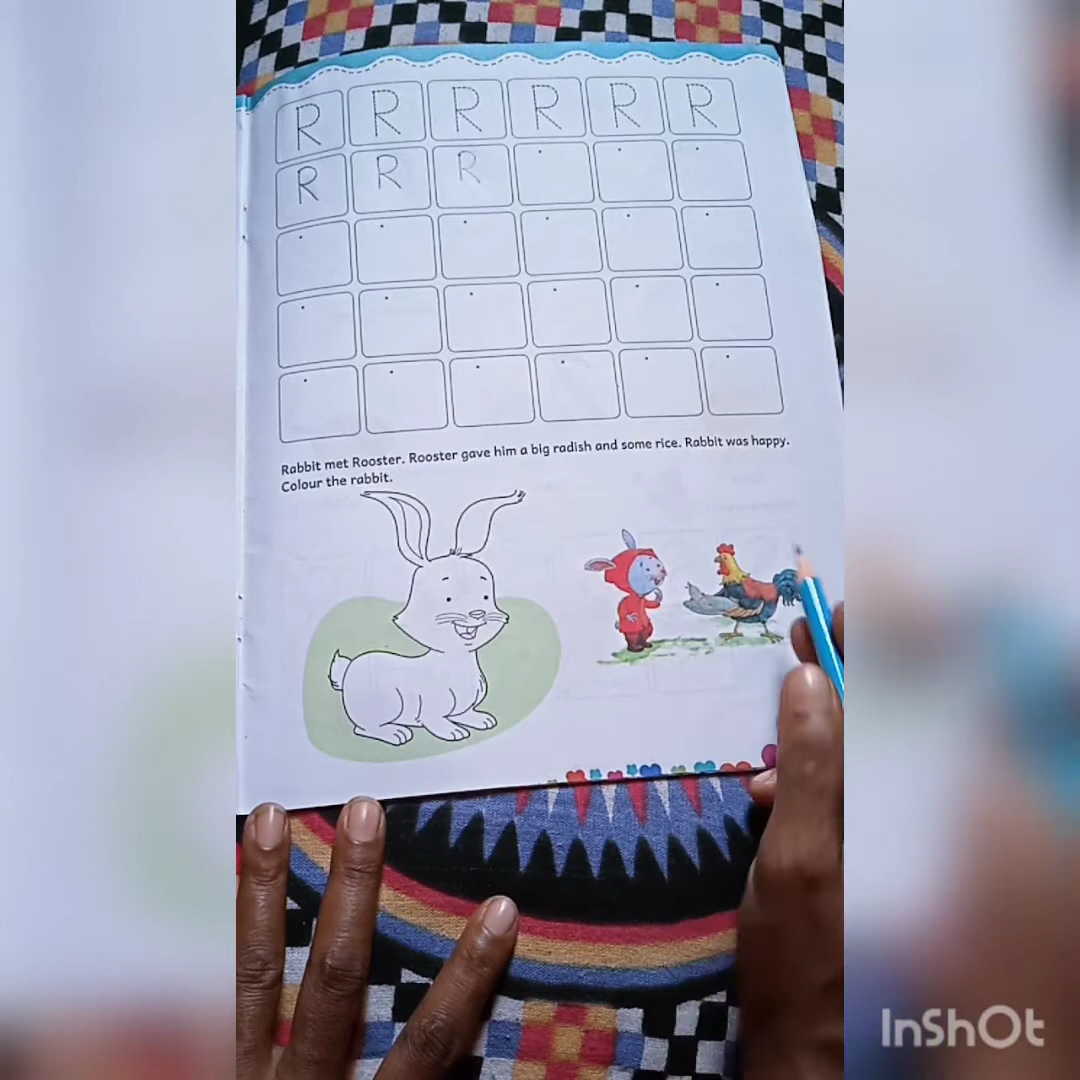 R R R R R R
R R R
Rabbit met Rooster. Rooster gave him a big radish and some rice. Rabbit was happy.
Colour the rabbit.
InShOt